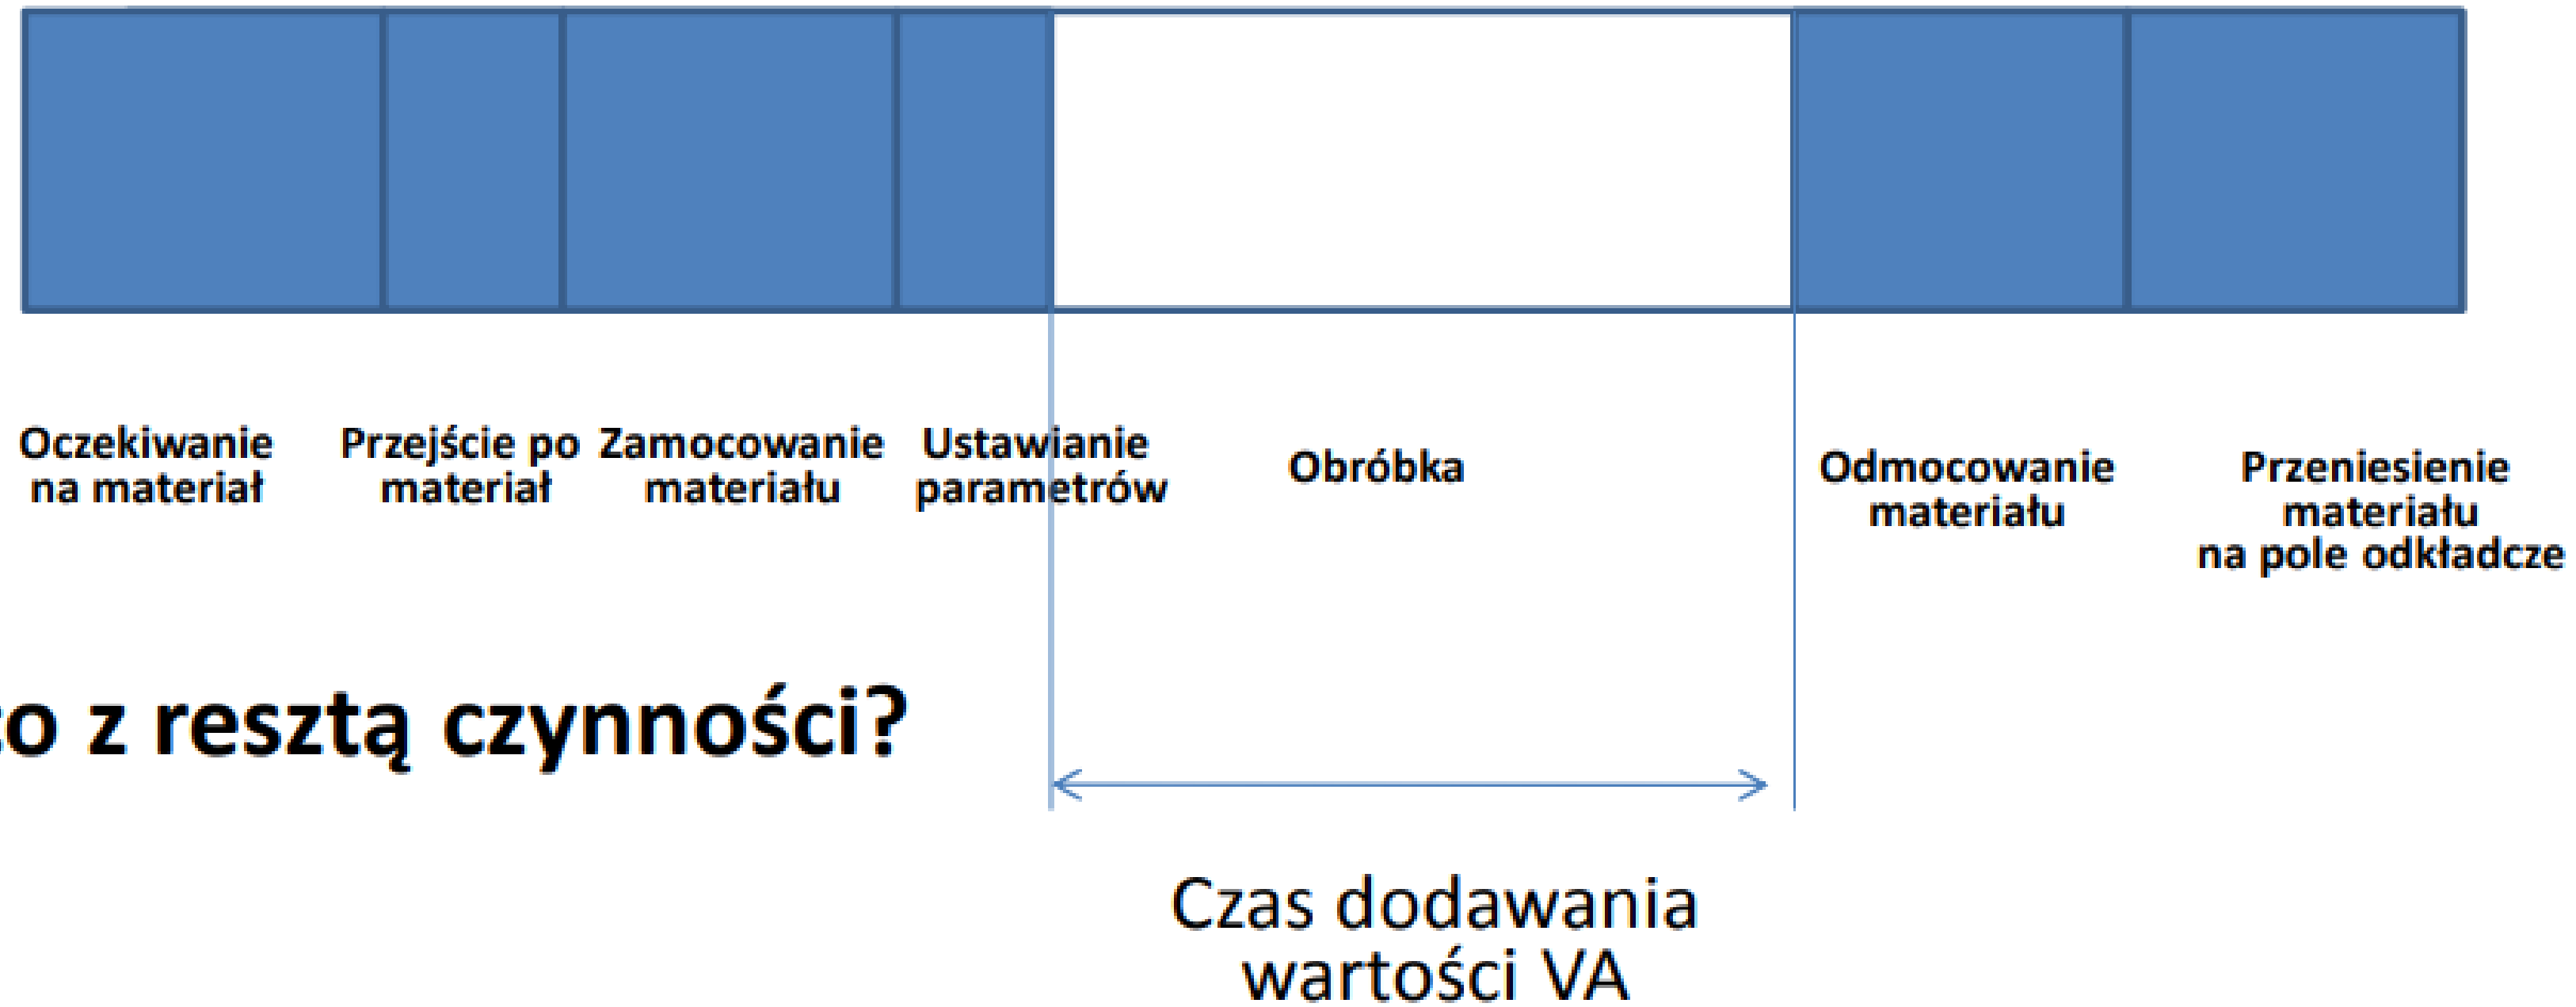 Oczekiwanie
na materiał
Przejście po
materiał
Zamocowanie
materiału
Ustawianie
parametrów
Obróbka
Odmocowanie
materiału
Przeniesienie
materiału
na pole odkładcze
z resztą czynności?
Czas dodawania
wartości VA